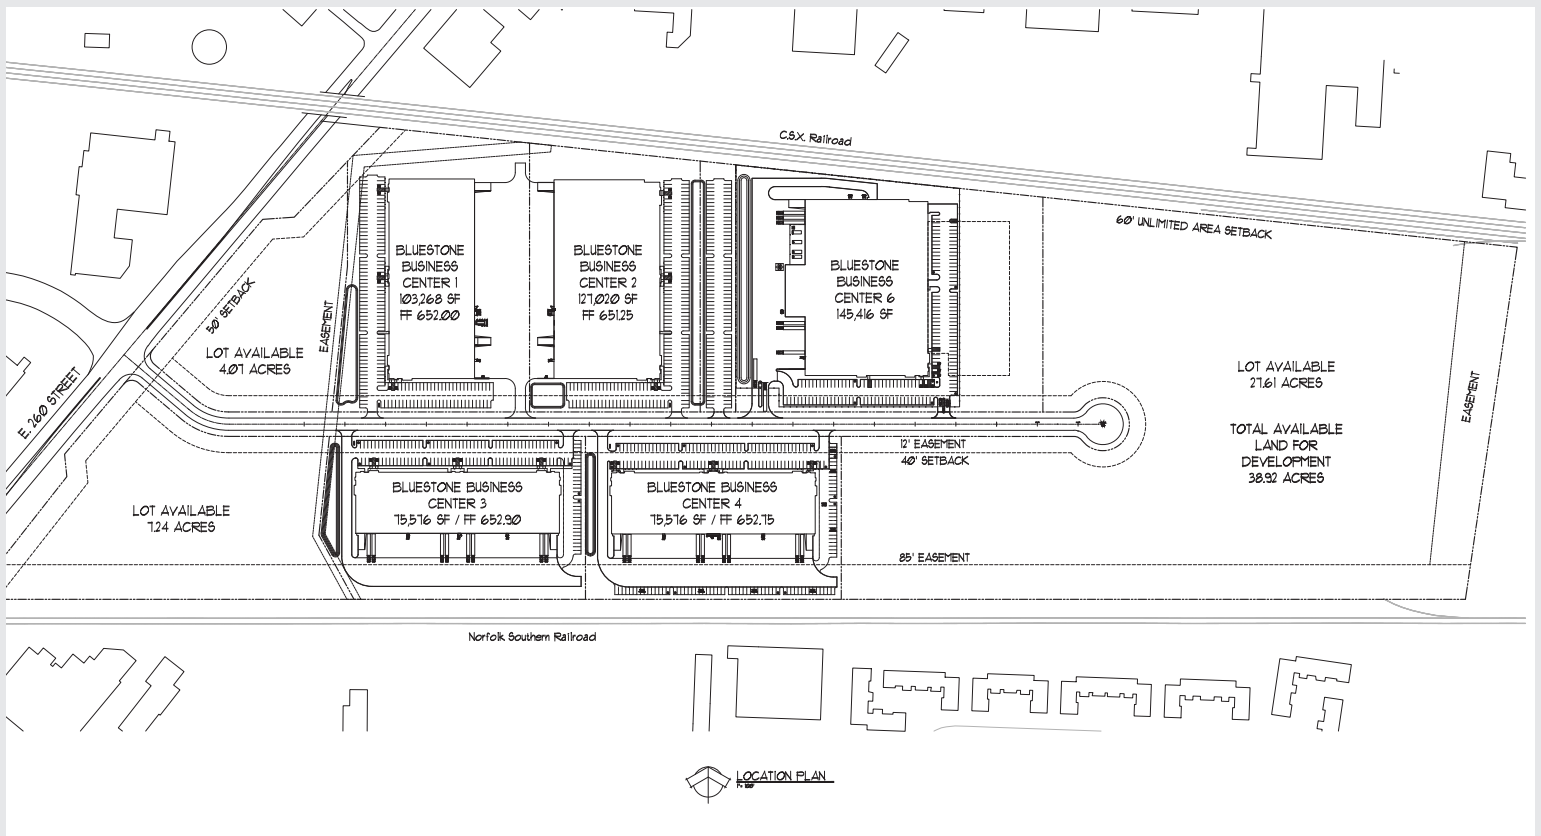 C.S.X. Railroad
60' UNLIMITED AREA SETBACK
BLUESTONE
BUSINESS
CENTER 1
103,268 SF
FF 652.00
BLUESTONE
BUSINESS
CENTER 2
127,020 SF
FF 651.25
BLUESTONE
BUSINESS
CENTER 6
145,416 SF
50' SETBACK
EASEMENT
LOT AVAILABLE
4.07 ACRES
E. 260 STREET
LOT AVAILABLE
27.61 ACRES
EASEMENT
TOTAL AVAILABLE
LAND FOR
DEVELOPMENT
38.92 ACRES
12' EASEMENT
40' SETBACK
LOT AVAILABLE
7.24 ACRES
BLUESTONE BUSINESS
CENTER 3
75,576 SF / FF 652.90
BLUESTONE BUSINESS
CENTER 4
75,576 SF / FF 652.75
85' EASEMENT
Norfolk Southern Railroad
LOCATION PLAN